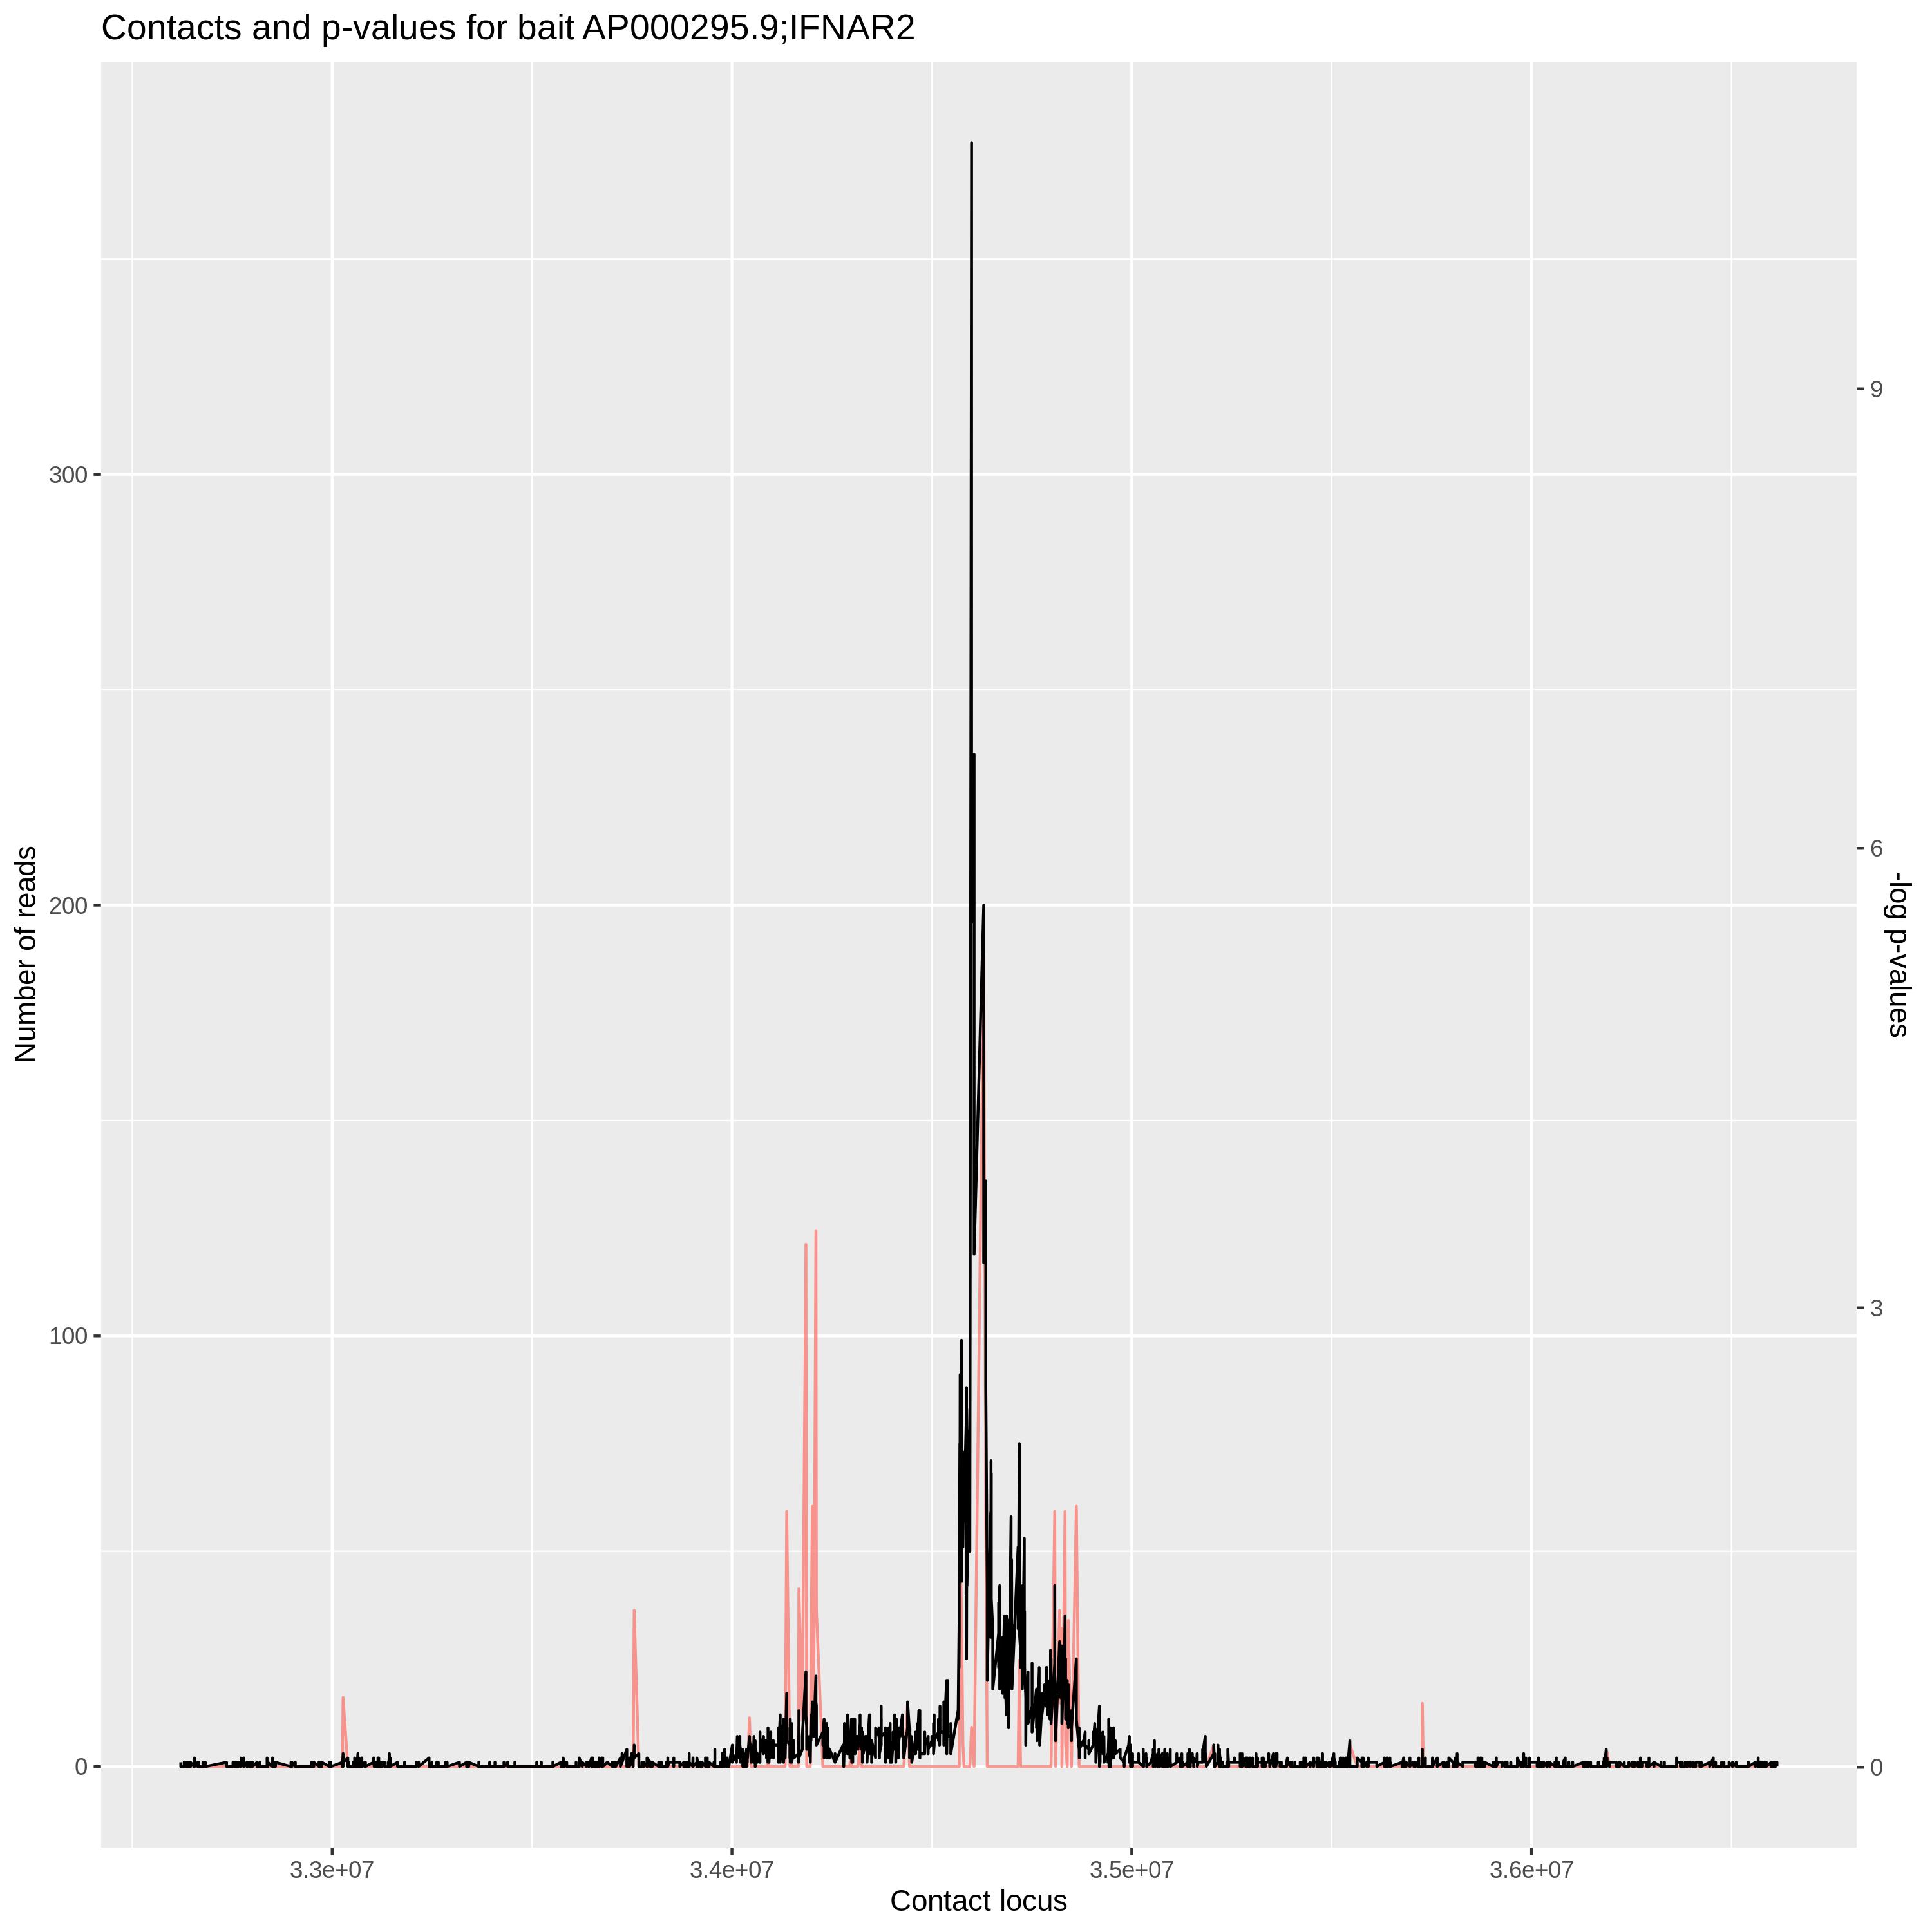 Contacts and p-values for bait AP000295.9;IFNAR2
Number of reads
300
200
100
0
9
6
3
0
-log p-values
3.3e+07 3.4e+07 3.5e+07 3.6e+07
Contact locus